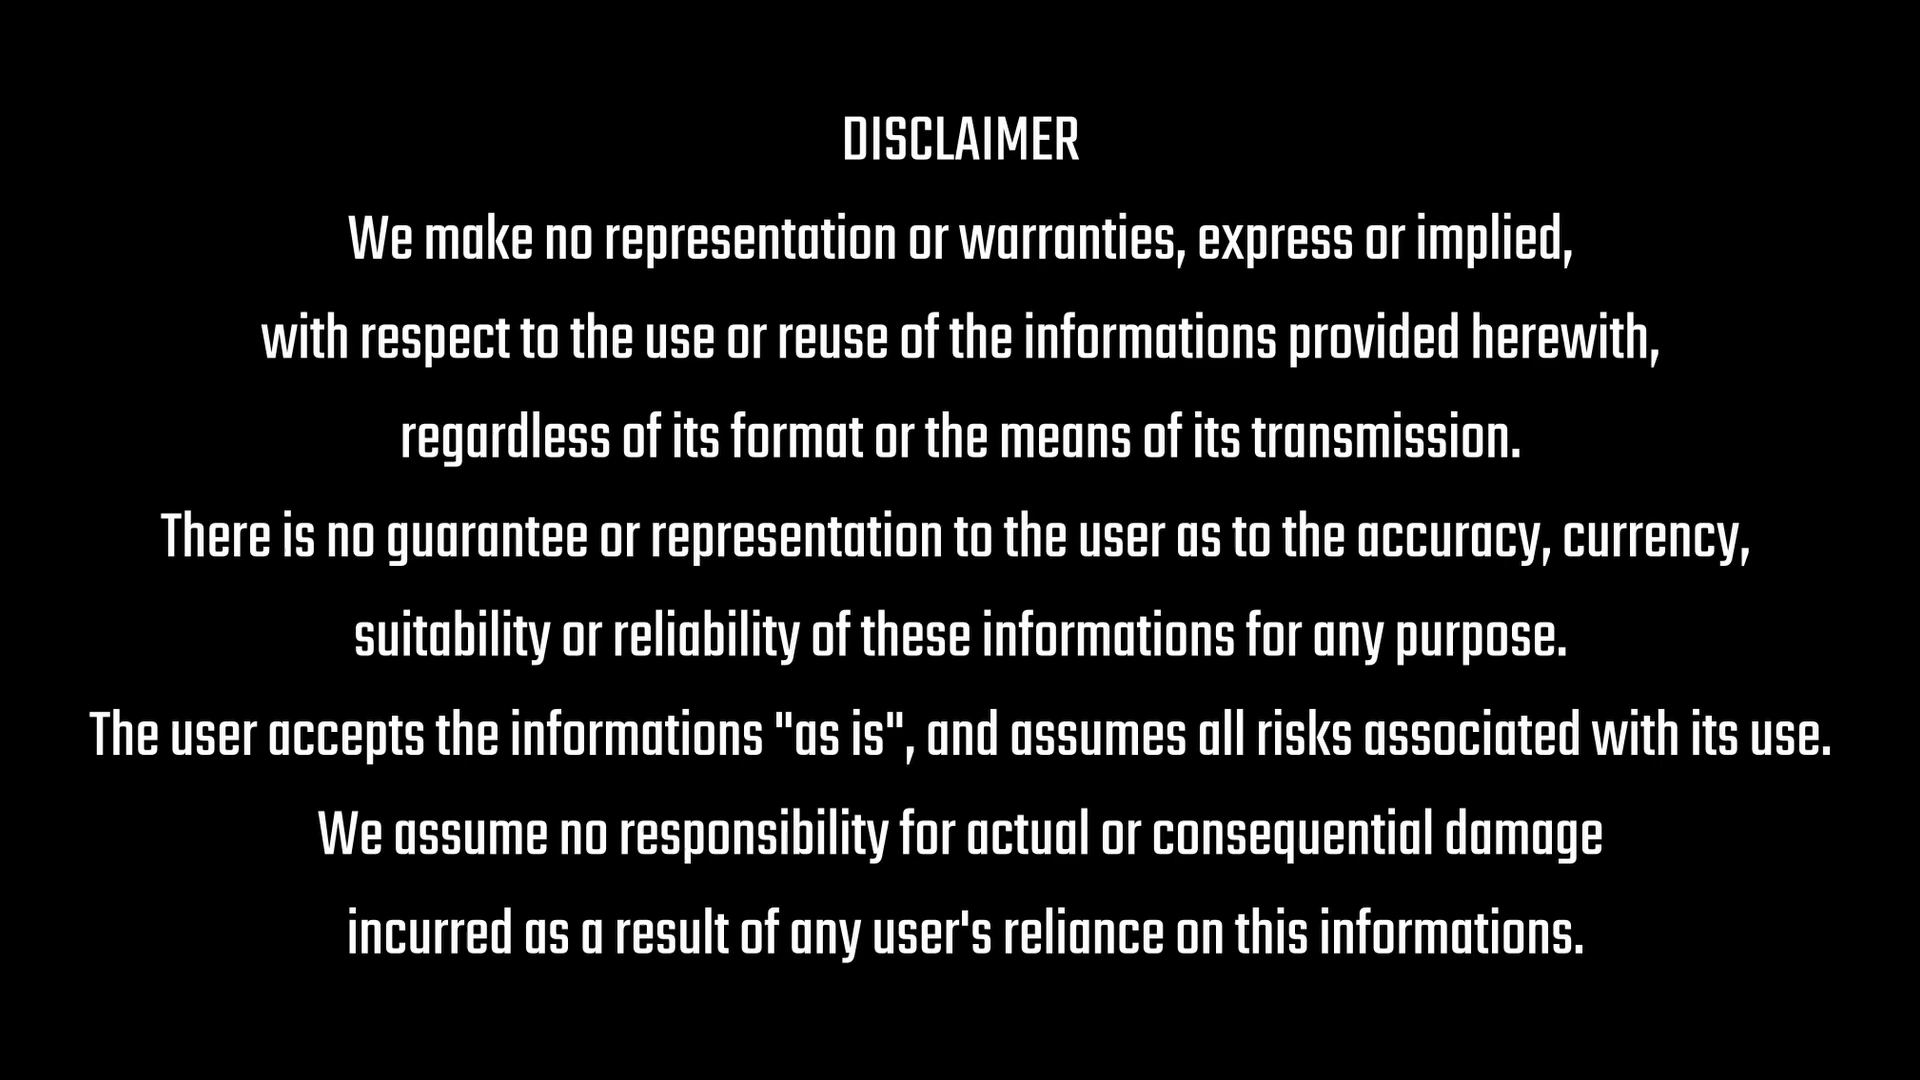 DISCLAIMER
We make no representation or warranties, express or implied,
with respect to the use or reuse of the informations provided herewith,
regardless of its format or the means of its transmission.
There is no guarantee or representation to the user as to the accuracy, currency,
suitability or reliability of these informations for any purpose.
The user accepts the informations "as is", and assumes all risks associated with its use.
We assume no responsibility for actual or consequential damage
incurred as a result of any user's reliance on this informations.